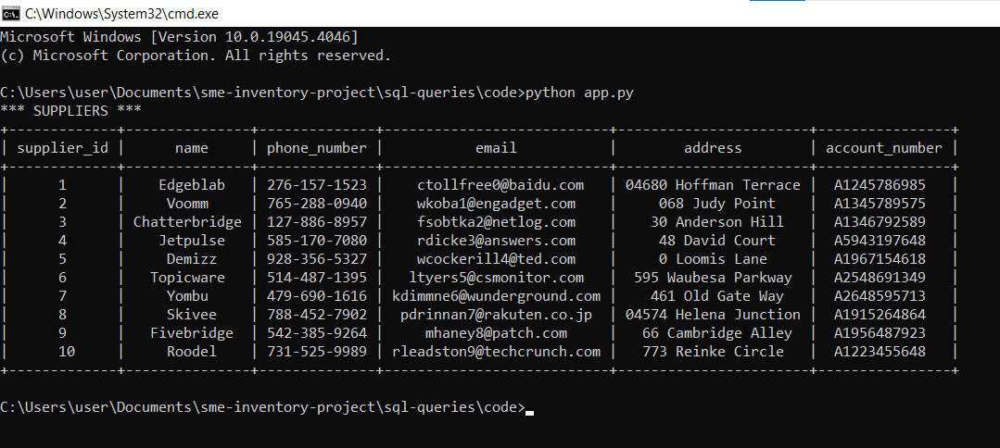 C:\Windows\System32\cmd.exe
Microsoft Windows [Version 10.0.19045.4046]
(c) Microsoft Corporation. All rights reserved.
C:\Users\user\Documents\sme-inventory-project\sql-queries\code>python app.py
*** SUPPLIERS ***
+-------------+---------------+--------------+---------------------------+-----------------------+----------------+
| supplier_id |      name     | phone_number |           email           |        address        | account_number |
+-------------+---------------+--------------+---------------------------+-----------------------+----------------+
|      1      |    Edgeblab   | 276-157-1523 |    ctollfree0@baidu.com   | 04680 Hoffman Terrace |  A1245786985   |
|      2      |     Voomm     | 765-288-0940 |    wkoba1@engadget.com    |     068 Judy Point    |  A1345789575   |
|      3      | Chatterbridge | 127-886-8957 |    fsobtka2@netlog.com    |    30 Anderson Hill   |  A1346792589   |
|      4      |    Jetpulse   | 585-170-7080 |    rdicke3@answers.com    |     48 David Court    |  A5943197648   |
|      5      |     Demizz    | 928-356-5327 |    wcockerill4@ted.com    |     0 Loomis Lane     |  A1967154618   |
|      6      |   Topicware   | 514-487-1395 |   ltyers5@csmonitor.com   |  595 Waubesa Parkway  |  A2548691349   |
|      7      |     Yombu     | 479-690-1616 | kdimmne6@wunderground.com |    461 Old Gate Way   |  A2648595713   |
|      8      |     Skivee    | 788-452-7902 |  pdrinnan7@rakuten.co.jp  | 04574 Helena Junction |  A1915264864   |
|      9      |   Fivebridge  | 542-385-9264 |     mhaney8@patch.com     |   66 Cambridge Alley  |  A1956487923   |
|      10     |     Roodel    | 731-525-9989 | rleadston9@techcrunch.com |   773 Reinke Circle   |  A1223455648   |
+-------------+---------------+--------------+---------------------------+-----------------------+----------------+
C:\Users\user\Documents\sme-inventory-project\sql-queries\code>